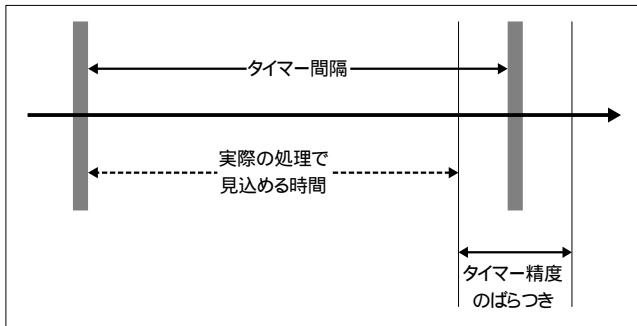 タイマー間隔
実際の処理で
見込める時間
タイマー精度
のばらつき